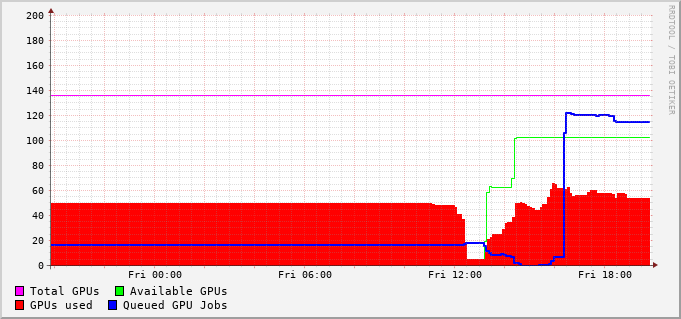 200
180
160
140
120
100
80
60
40
20
0
Fri 00:00 Fri 06:00 Fri 12:00 Fri 18:00
Total GPUs Available GPUs
GPUs used Queued GPU Jobs
RRDTOOL / TOBI OETIKER